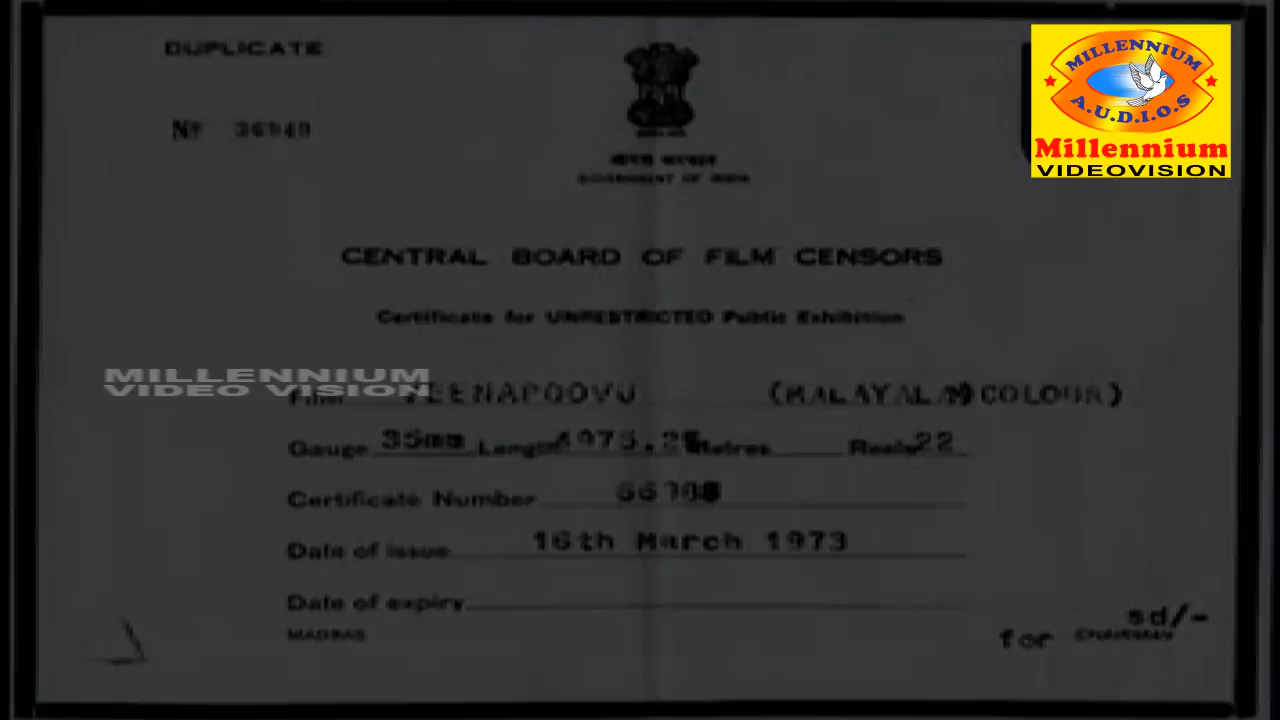 DUPLICATE
Nº 36949
भारत सरकार
GOVERNMENT OF INDIA
MILLENNIUM
A.U.D.I.O.S
Millennium
VIDEOVISION
CENTRAL BOARD OF FILM CENSORS
Certificate for UNRESTRICTED Public Exhibition
MILLENNIUM
VIDEO VISION
Film (MALAYALAM COLOUR)
Gauge 35mm Length Metres Reels 22
Certificate Number
Date of issue 16th March 1973
Date of expiry
MADRAS
sd/-
for CHAIRMAN